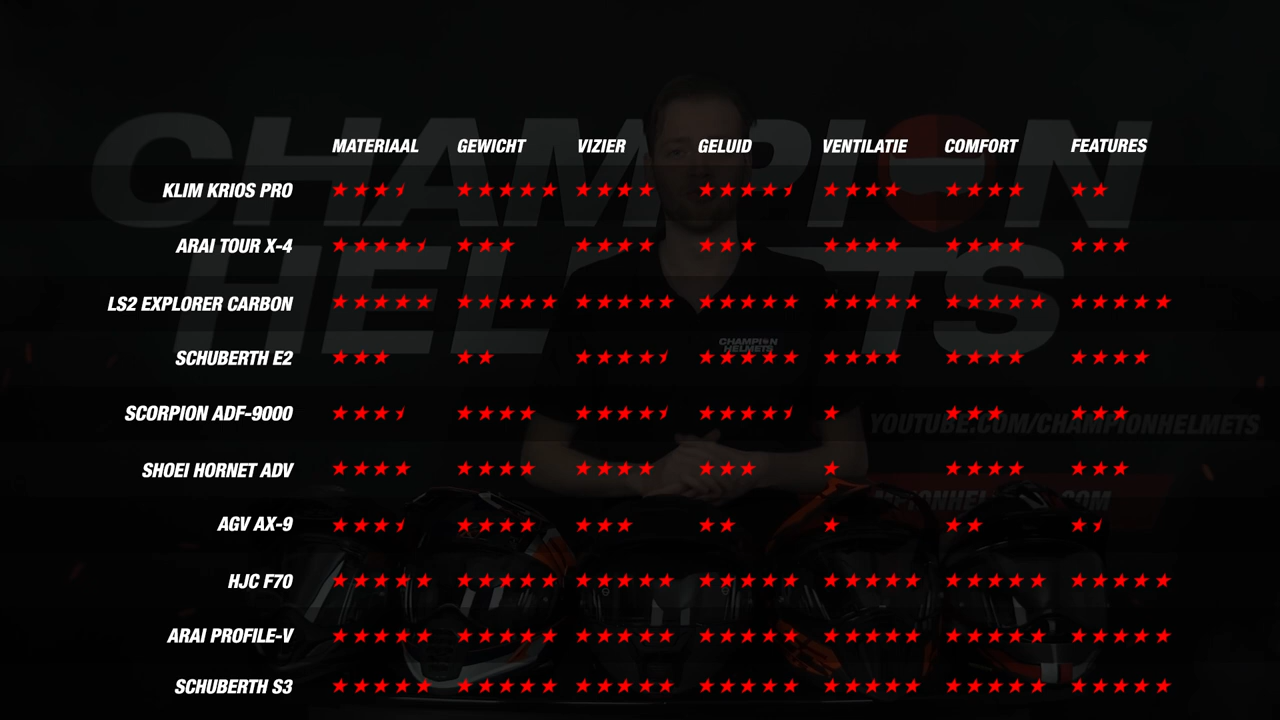 CHAMPION
HELMETS
MATERIAAL GEWICHT VIZIER GELUID VENTILATIE COMFORT FEATURES
KLIM KRIOS PRO
ARAI TOUR X-4
LS2 EXPLORER CARBON
SCHUBERTH E2
CHAMPION
HELMETS
SCORPION ADF-9000
YOUTUBE.COM/CHAMPIONHELMETS
SHOEI HORNET ADV
AGV AX-9
HJC F70
ARAI PROFILE-V
SCHUBERTH S3